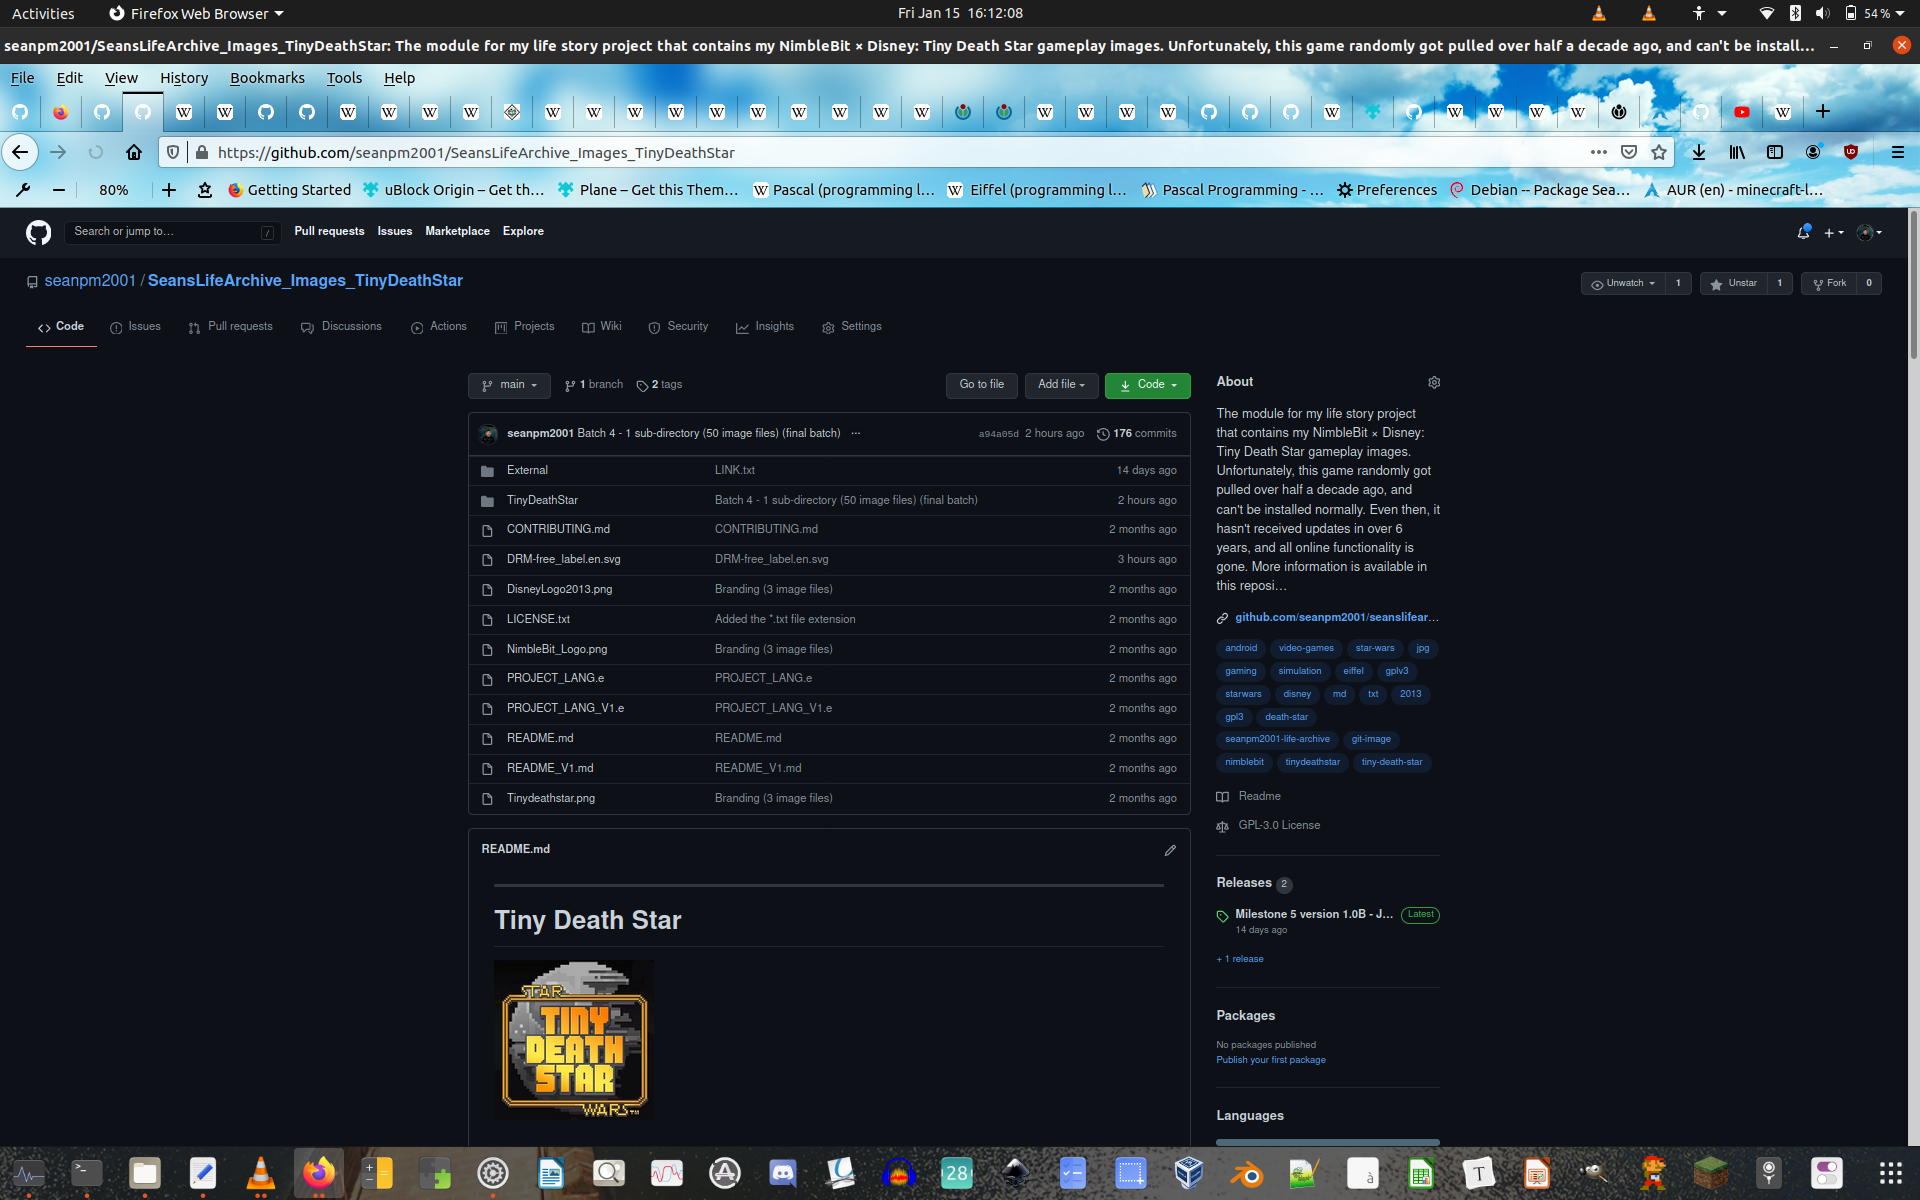 Activities
Firefox Web Browser
Fri Jan 15 16:12:08
54 %
seanpm2001/SeansLifeArchive_Images_TinyDeathStar: The module for my life story project that contains my NimbleBit × Disney: Tiny Death Star gameplay images. Unfortunately, this game randomly got pulled over half a decade ago, and can't be install…
File Edit View History Bookmarks Tools Help
https://github.com/seanpm2001/SeansLifeArchive_Images_TinyDeathStar
80%
Getting Started
uBlock Origin – Get th…
Plane – Get this Them…
Pascal (programming l…
Eiffel (programming l…
Pascal Programming - …
Preferences
Debian -- Package Sea…
AUR (en) - minecraft-l…
Search or jump to…
/
Pull requests Issues Marketplace Explore
seanpm2001 / SeansLifeArchive_Images_TinyDeathStar
Unwatch 1
Unstar 1
Fork 0
Code Issues Pull requests Discussions Actions Projects Wiki Security Insights Settings
main
1 branch
2 tags
Go to file
Add file
Code
seanpm2001 Batch 4 - 1 sub-directory (50 image files) (final batch) … a94a05d 2 hours ago 176 commits
External LINK.txt 14 days ago
TinyDeathStar Batch 4 - 1 sub-directory (50 image files) (final batch) 2 hours ago
CONTRIBUTING.md CONTRIBUTING.md 2 months ago
DRM-free_label.en.svg DRM-free_label.en.svg 3 hours ago
DisneyLogo2013.png Branding (3 image files) 2 months ago
LICENSE.txt Added the *.txt file extension 2 months ago
NimbleBit_Logo.png Branding (3 image files) 2 months ago
PROJECT_LANG.e PROJECT_LANG.e 2 months ago
PROJECT_LANG_V1.e PROJECT_LANG_V1.e 2 months ago
README.md README.md 2 months ago
README_V1.md README_V1.md 2 months ago
Tinydeathstar.png Branding (3 image files) 2 months ago
README.md
Tiny Death Star
STAR
TINY
DEATH
STAR
WARS™
About
The module for my life story project
that contains my NimbleBit × Disney:
Tiny Death Star gameplay images.
Unfortunately, this game randomly got
pulled over half a decade ago, and
can't be installed normally. Even then, it
hasn't received updates in over 6
years, and all online functionality is
gone. More information is available in
this reposi…
github.com/seanpm2001/seanslifear…
android video-games star-wars jpg
gaming simulation eiffel gplv3
starwars disney md txt 2013
gpl3 death-star
seanpm2001-life-archive git-image
nimblebit tinydeathstar tiny-death-star
Readme
GPL-3.0 License
Releases 2
Milestone 5 version 1.0B - J… Latest
14 days ago
+ 1 release
Packages
No packages published
Publish your first package
Languages
28